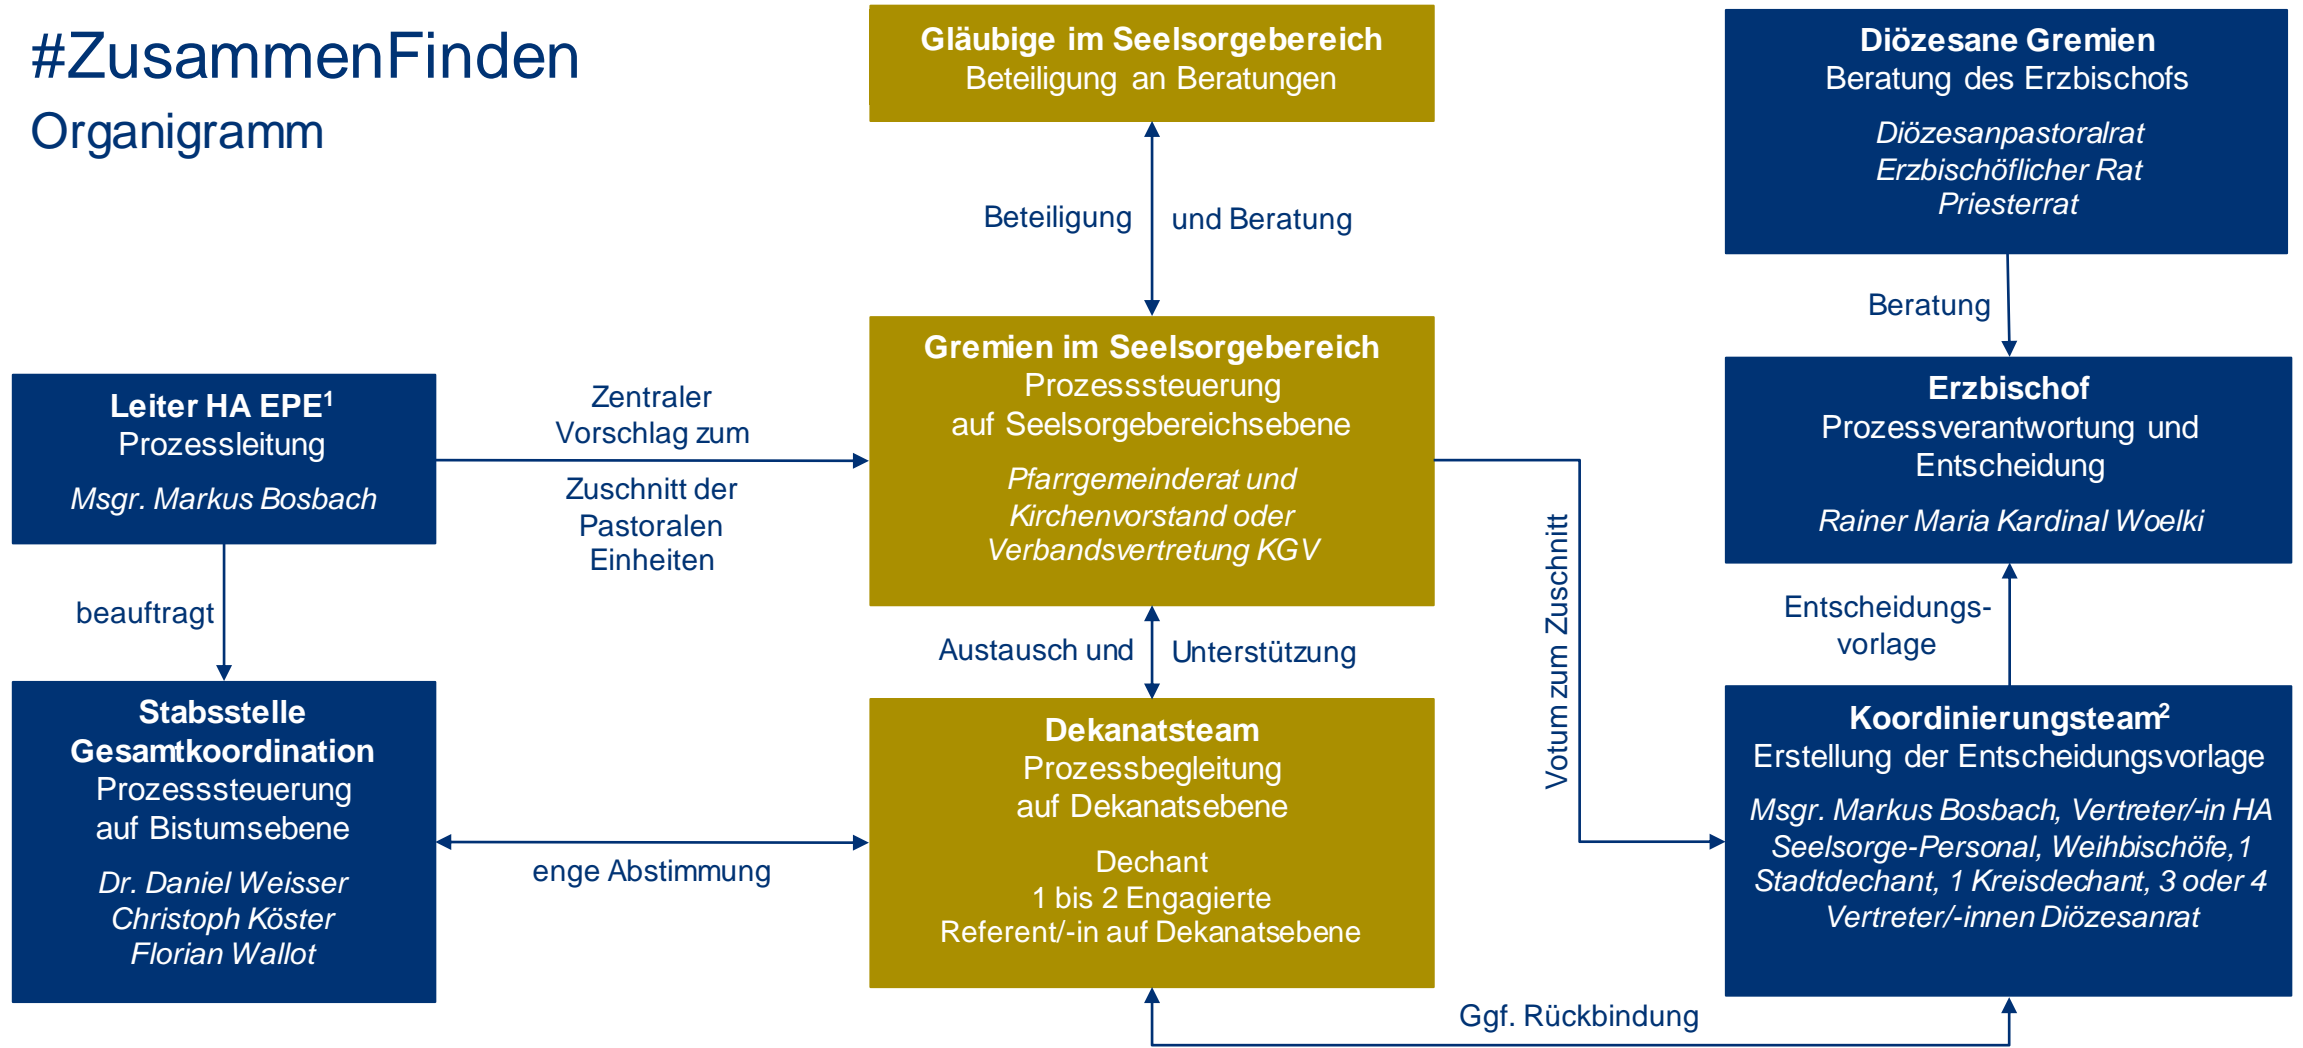 #ZusammenFinden
Organigramm
Gläubige im Seelsorgebereich
Beteiligung an Beratungen
Beteiligung und Beratung
Diözesane Gremien
Beratung des Erzbischofs
Diözesanpastoralrat
Erzbischöflicher Rat
Priesterrat
Beratung
Leiter HA EPE¹
Prozessleitung
Msgr. Markus Bosbach
Zentraler
Vorschlag zum
Zuschnitt der
Pastoralen
Einheiten
Gremien im Seelsorgebereich
Prozesssteuerung
auf Seelsorgebereichsebene
Pfarrgemeinderat und
Kirchenvorstand oder
Verbandsvertretung KGV
Erzbischof
Prozessverantwortung und
Entscheidung
Rainer Maria Kardinal Woelki
beauftragt
Austausch und Unterstützung
Votum zum Zuschnitt
Entscheidungs-
vorlage
Stabsstelle
Gesamtkoordination
Prozesssteuerung
auf Bistumsebene
Dr. Daniel Weisser
Christoph Köster
Florian Wallot
enge Abstimmung
Dekanatsteam
Prozessbegleitung
auf Dekanatsebene
Dechant
1 bis 2 Engagierte
Referent/-in auf Dekanatsebene
Koordinierungsteam²
Erstellung der Entscheidungsvorlage
Msgr. Markus Bosbach, Vertreter/-in HA
Seelsorge-Personal, Weihbischöfe,1
Stadtdechant, 1 Kreisdechant, 3 oder 4
Vertreter/-innen Diözesanrat
Ggf. Rückbindung